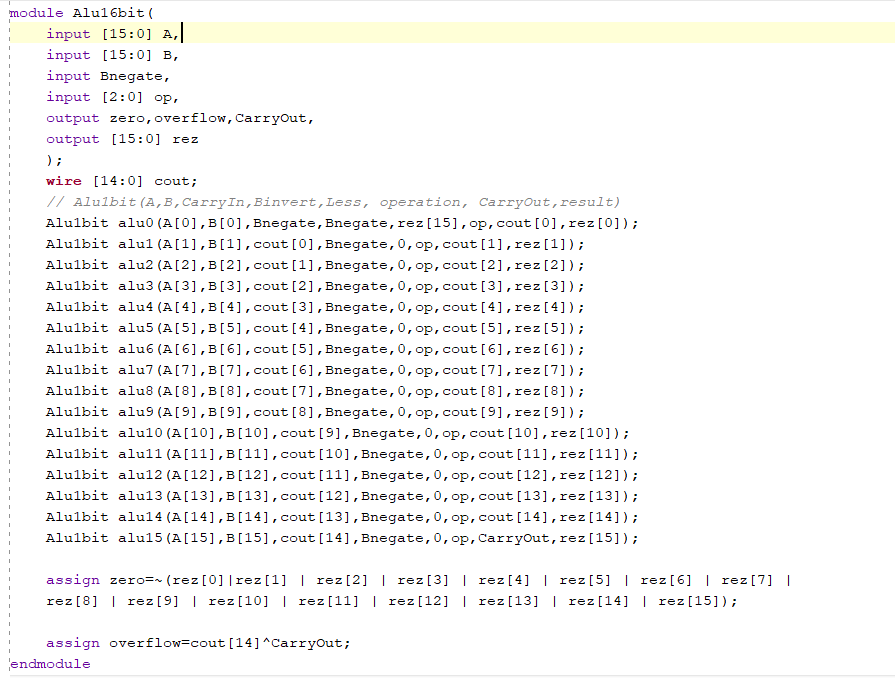 module Alu16bit(
    input [15:0] A,
    input [15:0] B,
    input Bnegate,
    input [2:0] op,
    output zero,overflow,CarryOut,
    output [15:0] rez
    );
    wire [14:0] cout;
    // Alu1bit(A,B,CarryIn,Binvert,Less, operation, CarryOut,result)
    Alu1bit alu0(A[0],B[0],Bnegate,Bnegate,rez[15],op,cout[0],rez[0]);
    Alu1bit alu1(A[1],B[1],cout[0],Bnegate,0,op,cout[1],rez[1]);
    Alu1bit alu2(A[2],B[2],cout[1],Bnegate,0,op,cout[2],rez[2]);
    Alu1bit alu3(A[3],B[3],cout[2],Bnegate,0,op,cout[3],rez[3]);
    Alu1bit alu4(A[4],B[4],cout[3],Bnegate,0,op,cout[4],rez[4]);
    Alu1bit alu5(A[5],B[5],cout[4],Bnegate,0,op,cout[5],rez[5]);
    Alu1bit alu6(A[6],B[6],cout[5],Bnegate,0,op,cout[6],rez[6]);
    Alu1bit alu7(A[7],B[7],cout[6],Bnegate,0,op,cout[7],rez[7]);
    Alu1bit alu8(A[8],B[8],cout[7],Bnegate,0,op,cout[8],rez[8]);
    Alu1bit alu9(A[9],B[9],cout[8],Bnegate,0,op,cout[9],rez[9]);
    Alu1bit alu10(A[10],B[10],cout[9],Bnegate,0,op,cout[10],rez[10]);
    Alu1bit alu11(A[11],B[11],cout[10],Bnegate,0,op,cout[11],rez[11]);
    Alu1bit alu12(A[12],B[12],cout[11],Bnegate,0,op,cout[12],rez[12]);
    Alu1bit alu13(A[13],B[13],cout[12],Bnegate,0,op,cout[13],rez[13]);
    Alu1bit alu14(A[14],B[14],cout[13],Bnegate,0,op,cout[14],rez[14]);
    Alu1bit alu15(A[15],B[15],cout[14],Bnegate,0,op,CarryOut,rez[15]);

    assign zero=~(rez[0]|rez[1] | rez[2] | rez[3] | rez[4] | rez[5] | rez[6] | rez[7] |
    rez[8] | rez[9] | rez[10] | rez[11] | rez[12] | rez[13] | rez[14] | rez[15]);

    assign overflow=cout[14]^CarryOut;
endmodule